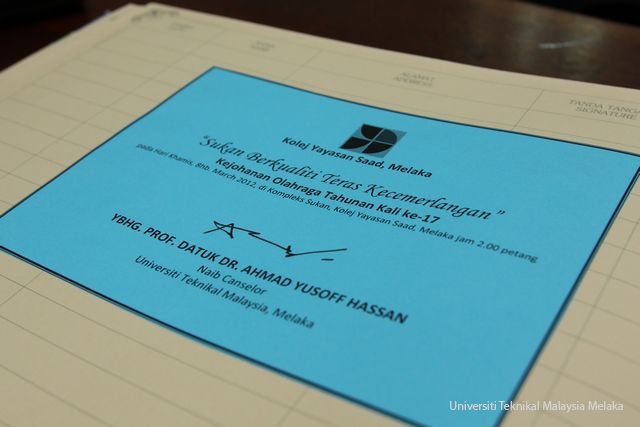 ALAMAT
ADDRESS
TANDA TANGAN
SIGNATURE
Kolej Yayasan Saad, Melaka
"Sukan Berkualiti Teras Kecemerlangan"
Kejohanan Olahraga Tahunan Kali ke-17
pada Hari Khamis, 8hb. March 2012, di Kompleks Sukan, Kolej Yayasan Saad, Melaka jam 2.00 petang
YBHG. PROF. DATUK DR. AHMAD YUSOFF HASSAN
Naib Canselor
Universiti Teknikal Malaysia, Melaka
Universiti Teknikal Malaysia Melaka